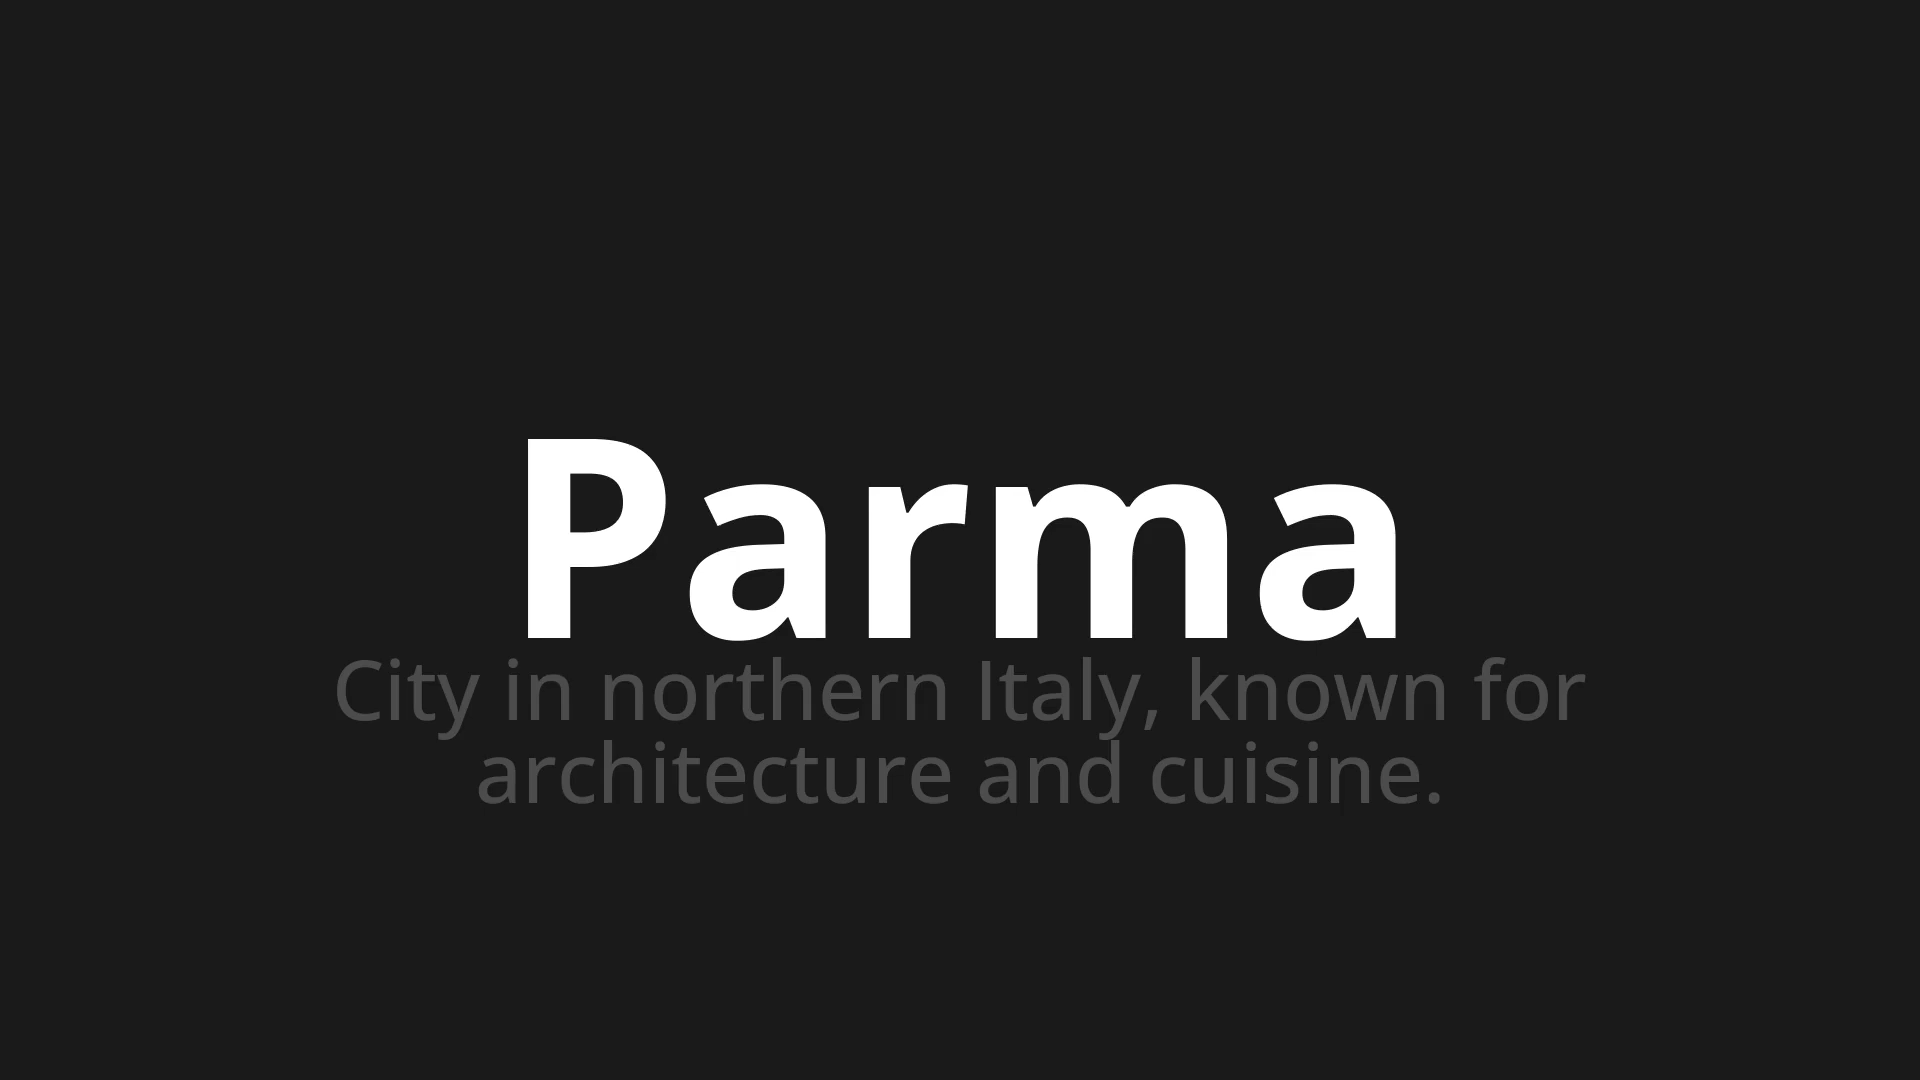 Parma
City in northern Italy, known for
architecture and cuisine.